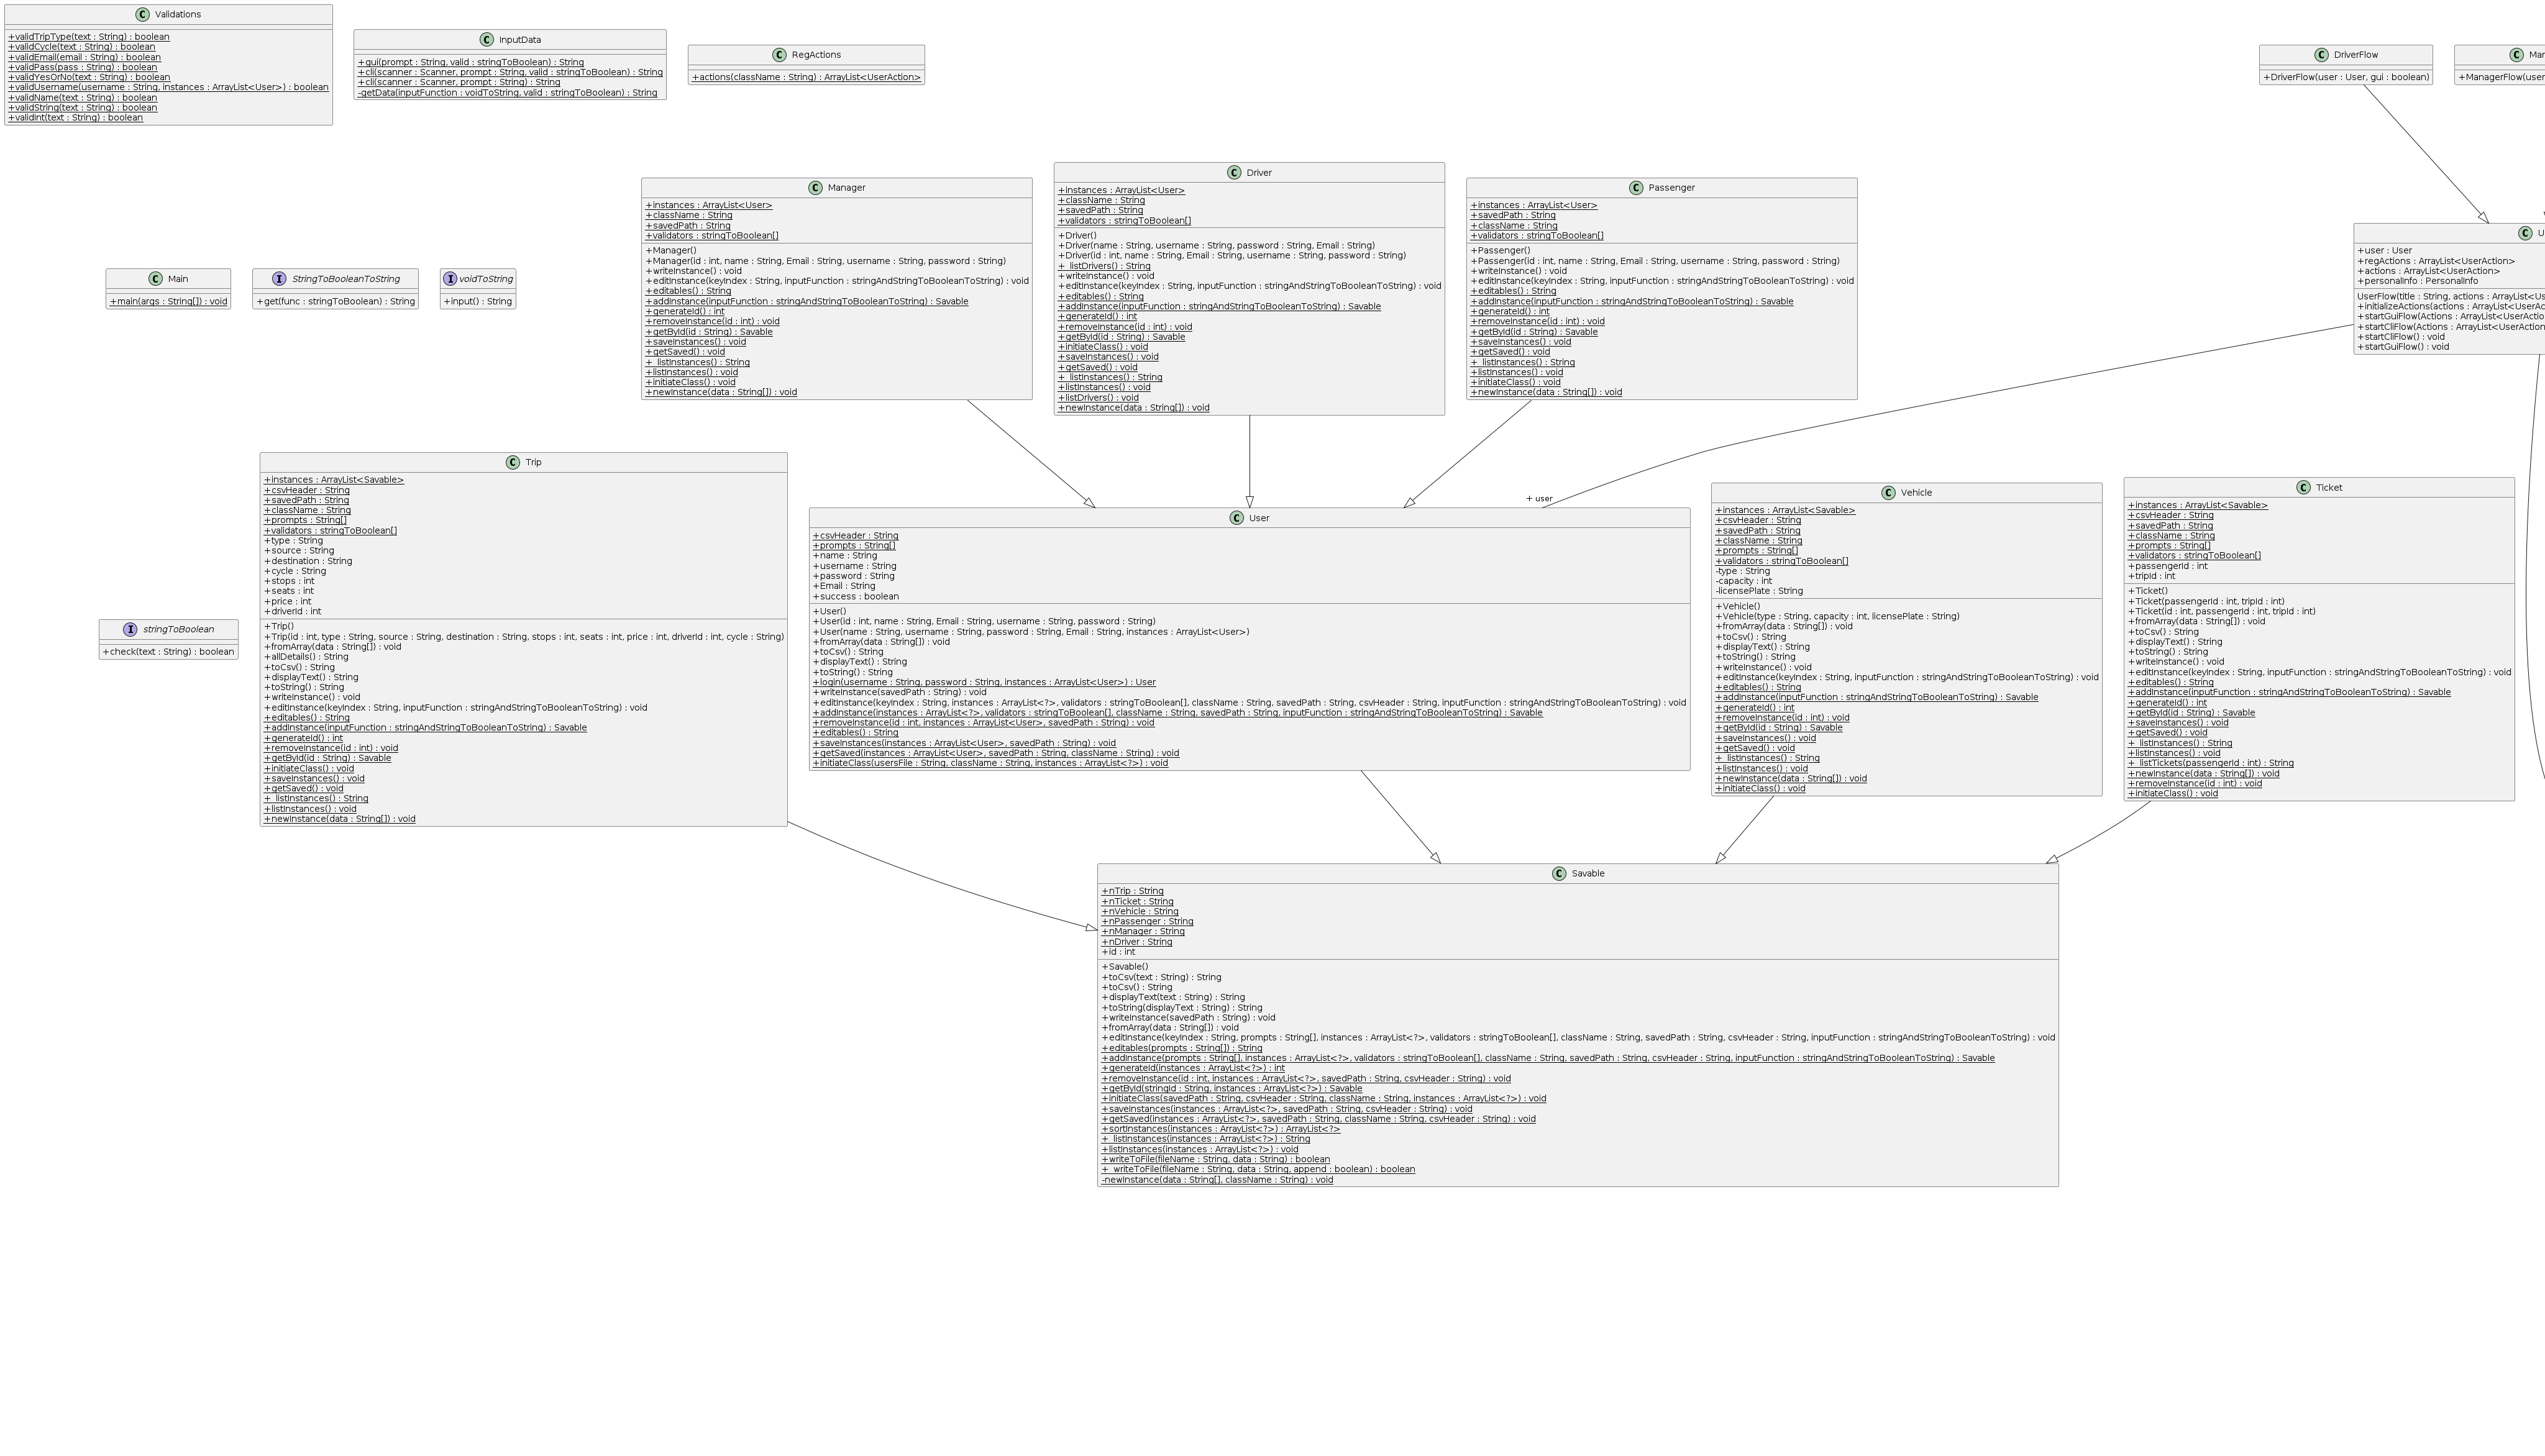 Validations
+validTripType(text : String) : boolean
+validCycle(text : String) : boolean
+validEmail(email : String) : boolean
+validPass(pass : String) : boolean
+validYesOrNo(text : String) : boolean
+validUsername(username : String, instances : ArrayList<User>) : boolean
+validName(text : String) : boolean
+validString(text : String) : boolean
+validInt(text : String) : boolean
InputData
+gui(prompt : String, valid : stringToBoolean) : String
+cli(scanner : Scanner, prompt : String, valid : stringToBoolean) : String
+cli(scanner : Scanner, prompt : String) : String
-getData(inputFunction : voidToString, valid : stringToBoolean) : String
RegActions
+actions(className : String) : ArrayList<UserAction>
DriverFlow
+DriverFlow(user : User, gui : boolean)
Mar
+ManagerFlow(user
Manager
+instances : ArrayList<User>
+className : String
+savedPath : String
+validators : stringToBoolean[]
+Manager()
+Manager(id : int, name : String, Email : String, username : String, password : String)
+writeInstance() : void
+editInstance(keyIndex : String, inputFunction : stringAndStringToBooleanToString) : void
+editables() : String
+addInstance(inputFunction : stringAndStringToBooleanToString) : Savable
+generateId() : int
+removeInstance(id : int) : void
+getById(id : String) : Savable
+saveInstances() : void
+getSaved() : void
+_listInstances() : String
+listInstances() : void
+initiateClass() : void
+newInstance(data : String[]) : void
Driver
+instances : ArrayList<User>
+className : String
+savedPath : String
+validators : stringToBoolean[]
+Driver()
+Driver(name : String, username : String, password : String, Email : String)
+Driver(id : int, name : String, Email : String, username : String, password : String)
+_listDrivers() : String
+writeInstance() : void
+editInstance(keyIndex : String, inputFunction : stringAndStringToBooleanToString) : void
+editables() : String
+addInstance(inputFunction : stringAndStringToBooleanToString) : Savable
+generateId() : int
+removeInstance(id : int) : void
+getById(id : String) : Savable
+initiateClass() : void
+saveInstances() : void
+getSaved() : void
+_listInstances() : String
+listInstances() : void
+listDrivers() : void
+newInstance(data : String[]) : void
Passenger
+instances : ArrayList<User>
+savedPath : String
+className : String
+validators : stringToBoolean[]
+Passenger()
+Passenger(id : int, name : String, Email : String, username : String, password : String)
+writeInstance() : void
+editInstance(keyIndex : String, inputFunction : stringAndStringToBooleanToString) : void
+editables() : String
+addInstance(inputFunction : stringAndStringToBooleanToString) : Savable
+generateId() : int
+removeInstance(id : int) : void
+getById(id : String) : Savable
+saveInstances() : void
+getSaved() : void
+_listInstances() : String
+listInstances() : void
+initiateClass() : void
+newInstance(data : String[]) : void
U
+user : User
+regActions : ArrayList<UserAction>
+actions : ArrayList<UserAction>
+personalInfo : PersonalInfo
UserFlow(title : String, actions : ArrayList<Us
+initializeActions(actions : ArrayList<UserAc
+startGuiFlow(Actions : ArrayList<UserActio
+startCliFlow(Actions : ArrayList<UserAction
+startCliFlow() : void
+startGuiFlow() : void
Main
+main(args : String[]) : void
StringToBooleanToString
+get(func : stringToBoolean) : String
voidToString
+input() : String
Trip
+instances : ArrayList<Savable>
+csvHeader : String
+savedPath : String
+className : String
+prompts : String[]
+validators : stringToBoolean[]
+type : String
+source : String
+destination : String
+cycle : String
+stops : int
+seats : int
+price : int
+driverId : int
+Trip()
+Trip(id : int, type : String, source : String, destination : String, stops : int, seats : int, price : int, driverId : int, cycle : String)
+fromArray(data : String[]) : void
+allDetails() : String
+toCsv() : String
+displayText() : String
+toString() : String
+writeInstance() : void
+editInstance(keyIndex : String, inputFunction : stringAndStringToBooleanToString) : void
+editables() : String
+addInstance(inputFunction : stringAndStringToBooleanToString) : Savable
+generateId() : int
+removeInstance(id : int) : void
+getById(id : String) : Savable
+initiateClass() : void
+saveInstances() : void
+getSaved() : void
+_listInstances() : String
+listInstances() : void
+newInstance(data : String[]) : void
+ user
User
+csvHeader : String
+prompts : String[]
+name : String
+username : String
+password : String
+Email : String
+success : boolean
+User()
+User(id : int, name : String, Email : String, username : String, password : String)
+User(name : String, username : String, password : String, Email : String, instances : ArrayList<User>)
+fromArray(data : String[]) : void
+toCsv() : String
+displayText() : String
+toString() : String
+login(username : String, password : String, instances : ArrayList<User>) : User
+writeInstance(savedPath : String) : void
+editInstance(keyIndex : String, instances : ArrayList<?>, validators : stringToBoolean[], className : String, savedPath : String, csvHeader : String, inputFunction : stringAndStringToBooleanToString) : void
+addInstance(instances : ArrayList<?>, validators : stringToBoolean[], className : String, savedPath : String, inputFunction : stringAndStringToBooleanToString) : Savable
+removeInstance(id : int, instances : ArrayList<User>, savedPath : String) : void
+editables() : String
+saveInstances(instances : ArrayList<User>, savedPath : String) : void
+getSaved(instances : ArrayList<User>, savedPath : String, className : String) : void
+initiateClass(usersFile : String, className : String, instances : ArrayList<?>) : void
Vehicle
+instances : ArrayList<Savable>
+csvHeader : String
+savedPath : String
+className : String
+prompts : String[]
+validators : stringToBoolean[]
-type : String
-capacity : int
-licensePlate : String
+Vehicle()
+Vehicle(type : String, capacity : int, licensePlate : String)
+fromArray(data : String[]) : void
+toCsv() : String
+displayText() : String
+toString() : String
+writeInstance() : void
+editInstance(keyIndex : String, inputFunction : stringAndStringToBooleanToString) : void
+editables() : String
+addInstance(inputFunction : stringAndStringToBooleanToString) : Savable
+generateId() : int
+removeInstance(id : int) : void
+getById(id : String) : Savable
+saveInstances() : void
+getSaved() : void
+_listInstances() : String
+listInstances() : void
+newInstance(data : String[]) : void
+initiateClass() : void
Ticket
+instances : ArrayList<Savable>
+csvHeader : String
+savedPath : String
+className : String
+prompts : String[]
+validators : stringToBoolean[]
+passengerId : int
+tripId : int
+Ticket()
+Ticket(passengerId : int, tripId : int)
+Ticket(id : int, passengerId : int, tripId : int)
+fromArray(data : String[]) : void
+toCsv() : String
+displayText() : String
+toString() : String
+writeInstance() : void
+editInstance(keyIndex : String, inputFunction : stringAndStringToBooleanToString) : void
+editables() : String
+addInstance(inputFunction : stringAndStringToBooleanToString) : Savable
+generateId() : int
+getById(id : String) : Savable
+saveInstances() : void
+getSaved() : void
+_listInstances() : String
+listInstances() : void
+_listTickets(passengerId : int) : String
+newInstance(data : String[]) : void
+removeInstance(id : int) : void
+initiateClass() : void
stringToBoolean
+check(text : String) : boolean
Savable
+nTrip : String
+nTicket : String
+nVehicle : String
+nPassenger : String
+nManager : String
+nDriver : String
+id : int
+Savable()
+toCsv(text : String) : String
+toCsv() : String
+displayText(text : String) : String
+toString(displayText : String) : String
+writeInstance(savedPath : String) : void
+fromArray(data : String[]) : void
+editInstance(keyIndex : String, prompts : String[], instances : ArrayList<?>, validators : stringToBoolean[], className : String, savedPath : String, csvHeader : String, inputFunction : stringAndStringToBooleanToString) : void
+editables(prompts : String[]) : String
+addInstance(prompts : String[], instances : ArrayList<?>, validators : stringToBoolean[], className : String, savedPath : String, csvHeader : String, inputFunction : stringAndStringToBooleanToString) : Savable
+generateId(instances : ArrayList<?>) : int
+removeInstance(id : int, instances : ArrayList<?>, savedPath : String, csvHeader : String) : void
+getById(stringId : String, instances : ArrayList<?>) : Savable
+initiateClass(savedPath : String, csvHeader : String, className : String, instances : ArrayList<?>) : void
+saveInstances(instances : ArrayList<?>, savedPath : String, csvHeader : String) : void
+getSaved(instances : ArrayList<?>, savedPath : String, className : String, csvHeader : String) : void
+sortInstances(instances : ArrayList<?>) : ArrayList<?>
+_listInstances(instances : ArrayList<?>) : String
+listInstances(instances : ArrayList<?>) : void
+writeToFile(fileName : String, data : String) : boolean
+_writeToFile(fileName : String, data : String, append : boolean) : boolean
-newInstance(data : String[], className : String) : void